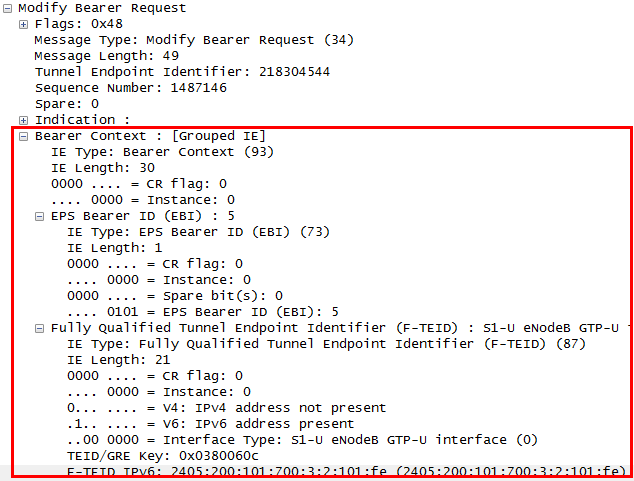 Modify Bearer Request
Flags: 0x48
Message Type: Modify Bearer Request (34)
Message Length: 49
Tunnel Endpoint Identifier: 218304544
Sequence Number: 1487146
Spare: 0
Indication :
Bearer Context : [Grouped IE]
IE Type: Bearer Context (93)
IE Length: 30
0000 .... = CR flag: 0
.... 0000 = Instance: 0
EPS Bearer ID (EBI) : 5
IE Type: EPS Bearer ID (EBI) (73)
IE Length: 1
0000 .... = CR flag: 0
.... 0000 = Instance: 0
0000 .... = Spare bit(s): 0
.... 0101 = EPS Bearer ID (EBI): 5
Fully Qualified Tunnel Endpoint Identifier (F-TEID) : S1-U eNodeB GTP-U i
IE Type: Fully Qualified Tunnel Endpoint Identifier (F-TEID) (87)
IE Length: 21
0000 .... = CR flag: 0
.... 0000 = Instance: 0
0... .... = V4: IPv4 address not present
.1.. .... = V6: IPv6 address present
..00 0000 = Interface Type: S1-U eNodeB GTP-U interface (0)
TEID/GRE Key: 0x0380060c
F-TEID IPv6: 2405:200:101:700:3:2:101:fe (2405:200:101:700:3:2:101:fe)